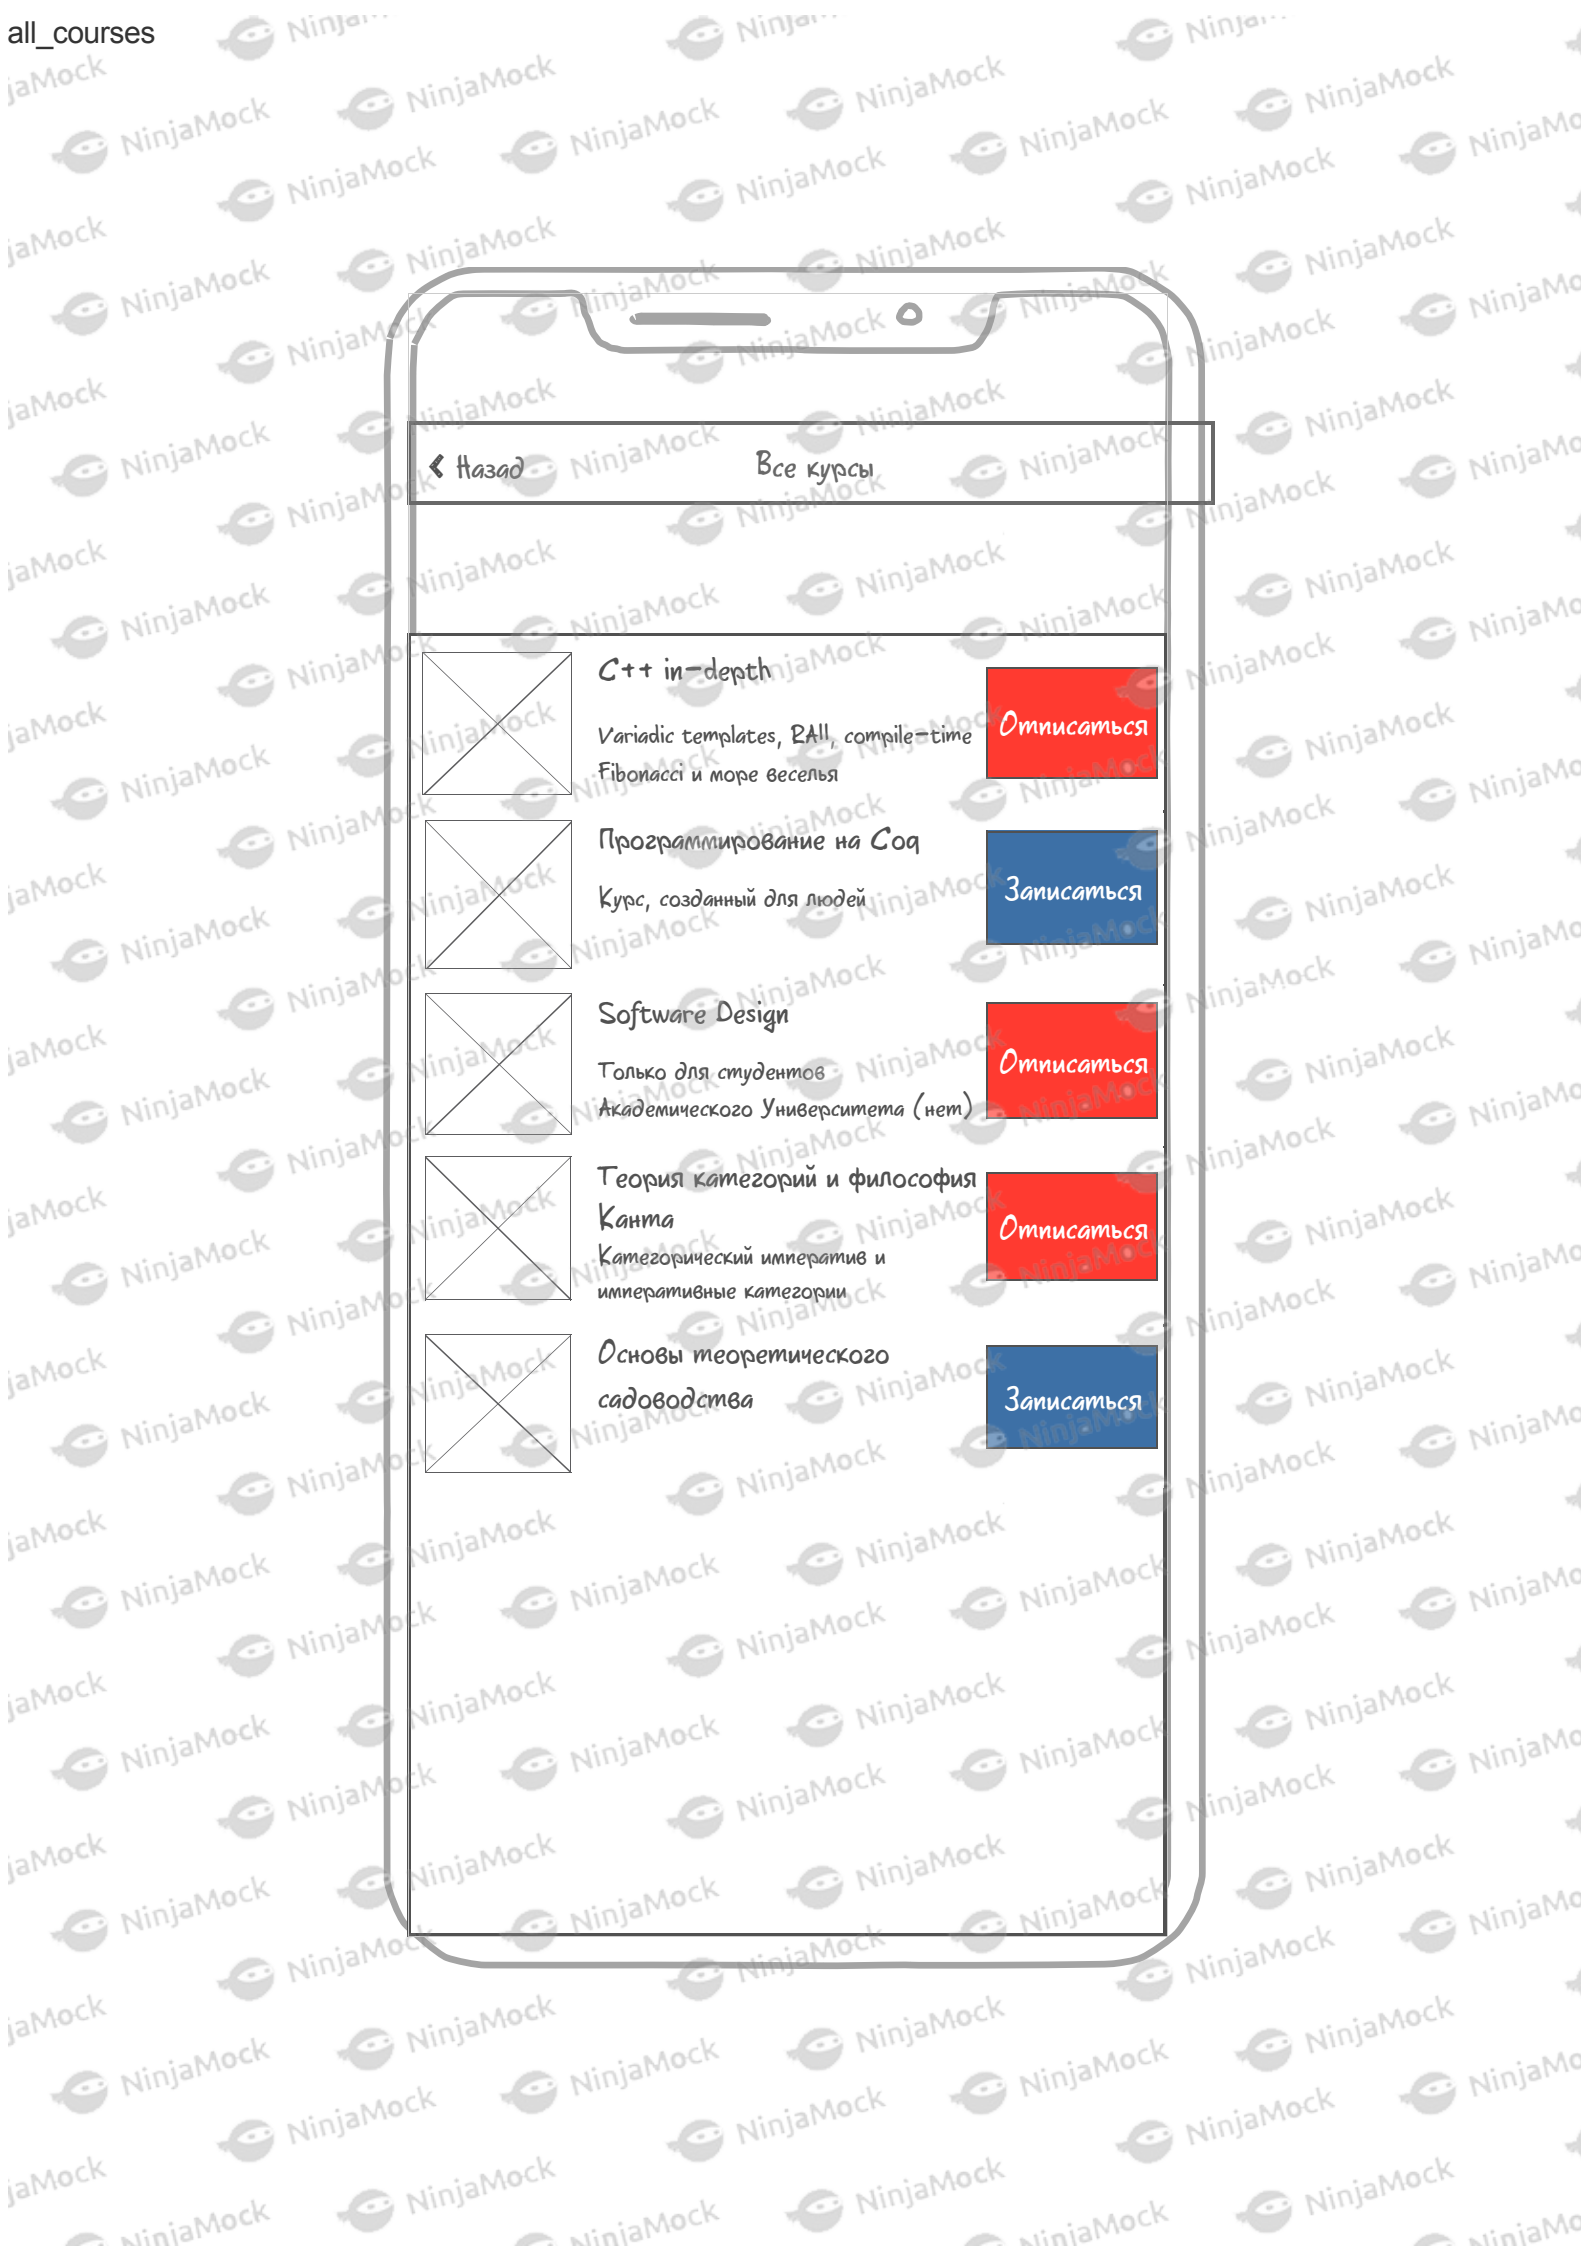 all_courses
Назад
Все курсы
C++ in-depth
Variadic templates, RAII, compile-time
Fibonacci и море веселья
Отписаться
Программирование на Coq
Курс, созданный для людей
Записаться
Software Design
Только для студентов
Академического Университета (нет)
Отписаться
Теория категорий и философия
Канта
Категорический императив и
императивные категории
Отписаться
Основы теоретического
садоводства
Записаться
NinjaMock